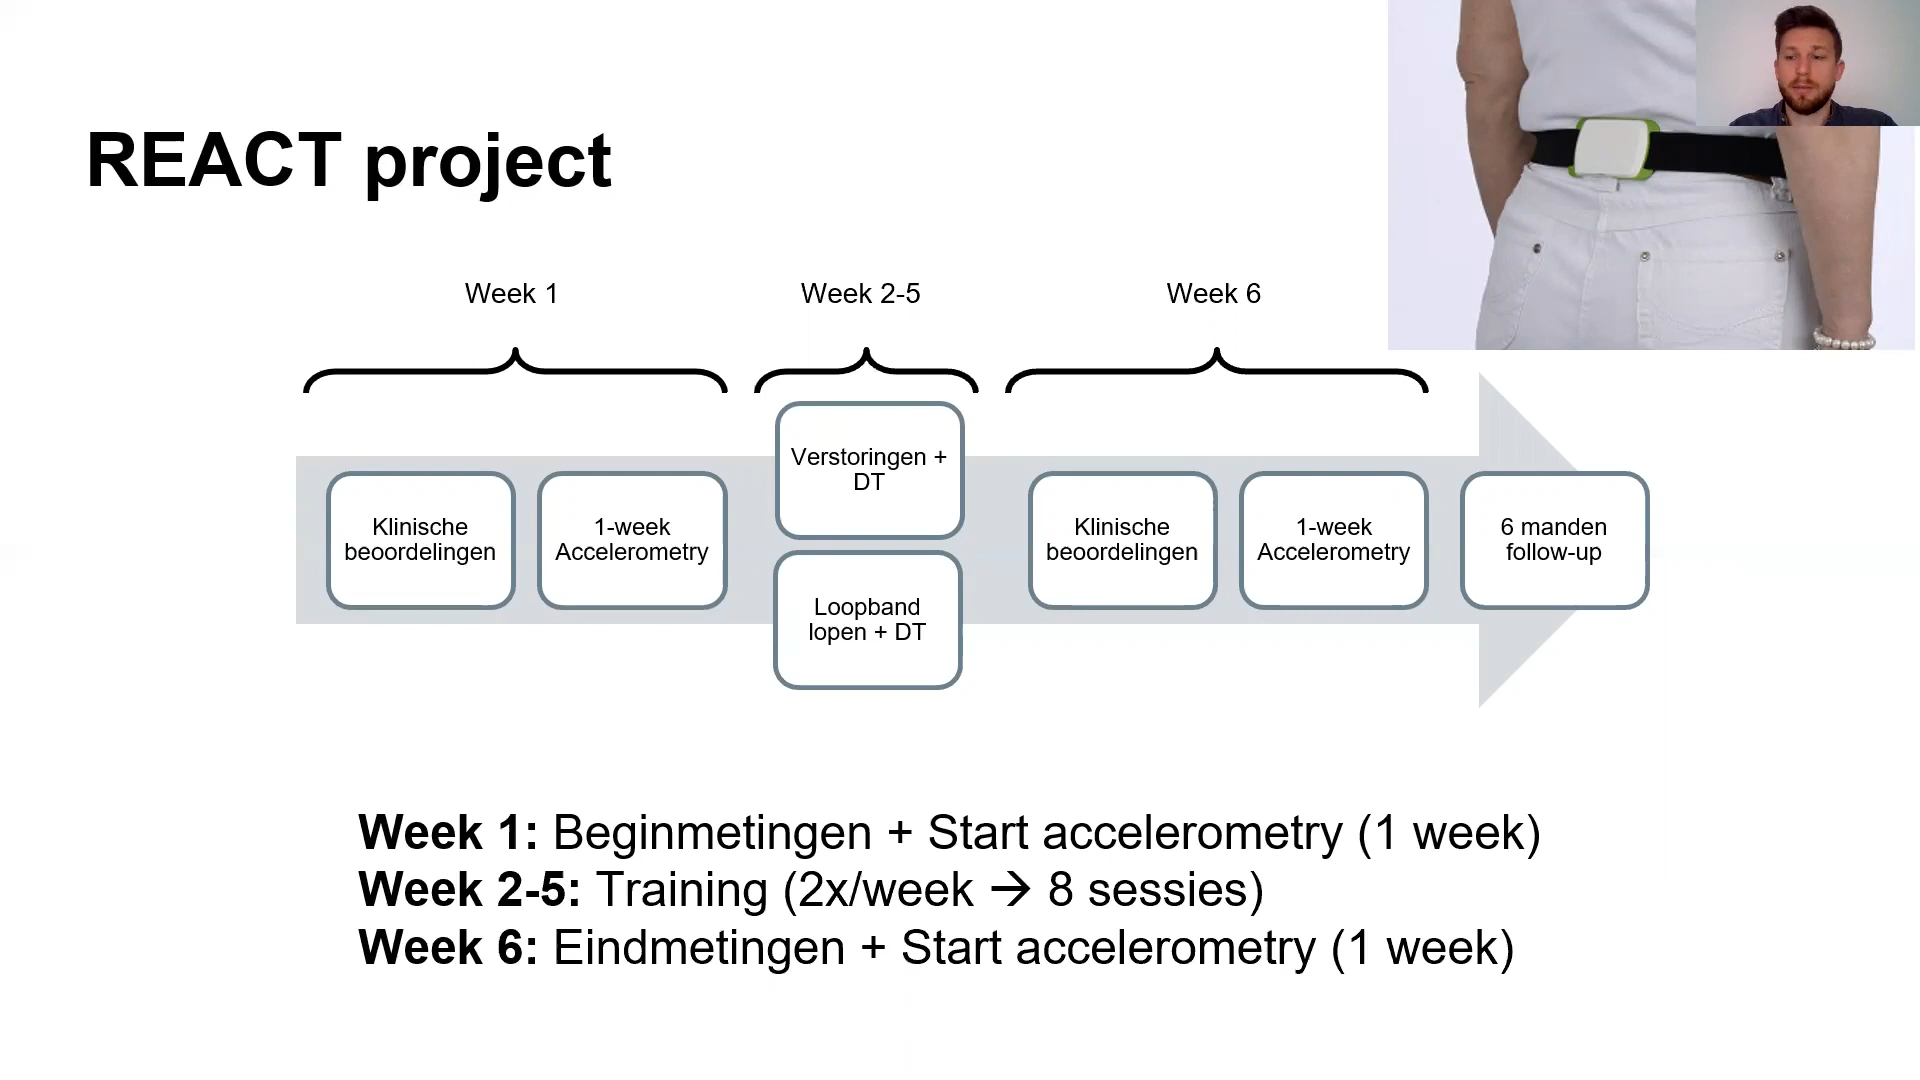 REACT project
Week 1
Week 2-5
Week 6
Klinische
beoordelingen
1-week
Accelerometry
Verstoringen +
DT
Loopband
lopen + DT
Klinische
beoordelingen
1-week
Accelerometry
6 manden
follow-up
Week 1: Beginmetingen + Start accelerometry (1 week)
Week 2-5: Training (2x/week → 8 sessies)
Week 6: Eindmetingen + Start accelerometry (1 week)